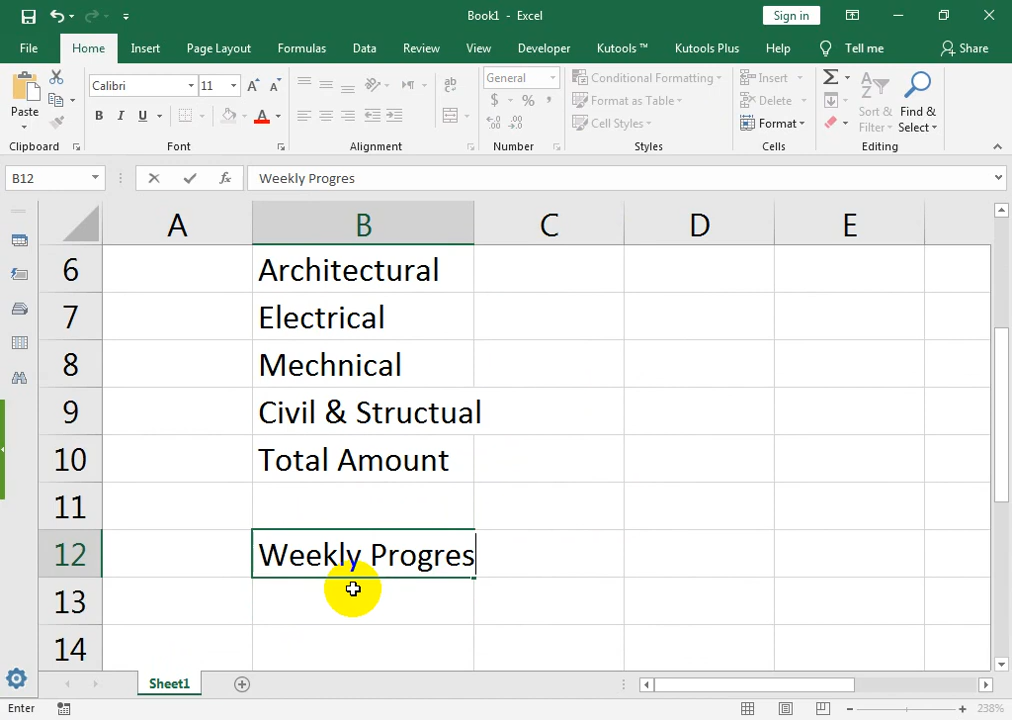 Book1 - Excel
Sign in
File Home Insert Page Layout Formulas Data Review View Developer Kutools ™ Kutools Plus Help Tell me Share
Paste
Calibri 11
B I U
General
$ % ,
Conditional Formatting
Format as Table
Cell Styles
Insert
Delete
Format
Sort & Filter
Find & Select
Clipboard Font Alignment Number Styles Cells Editing
B12 fx Weekly Progres
A B C D E
6 Architectural
7 Electrical
8 Mechnical
9 Civil & Structual
10 Total Amount
11
12 Weekly Progres
13
14
Sheet1
Enter 238%